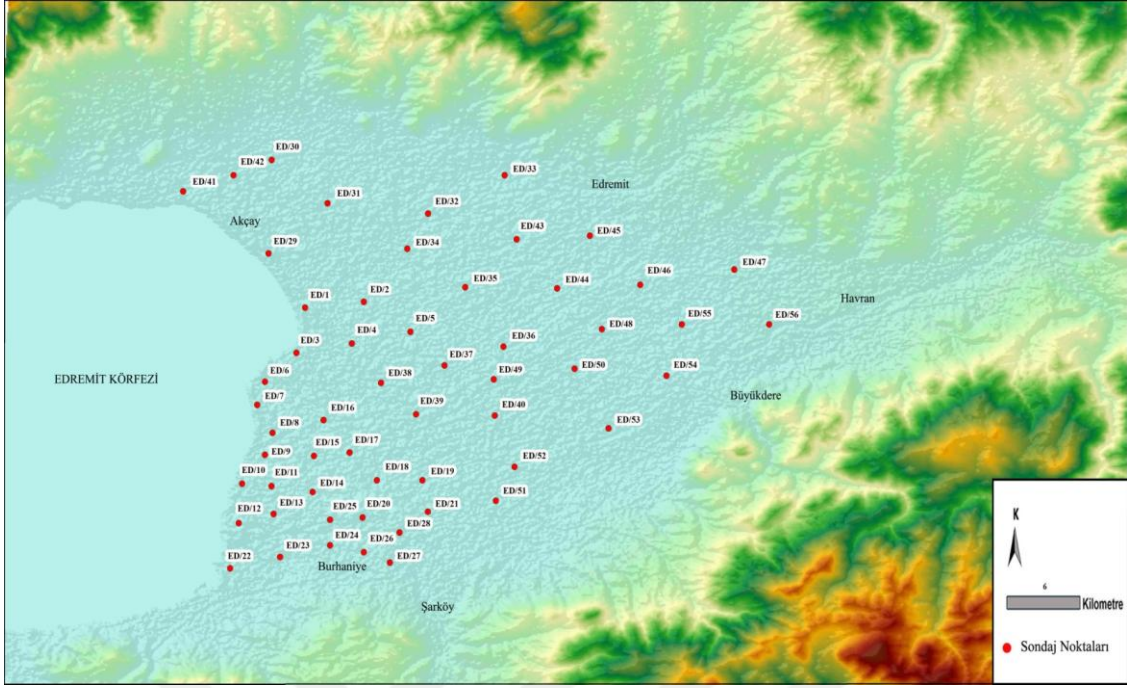 ED/30
ED/42
ED/33
ED/41
Edremit
ED/31
ED/32
Akçay
ED/43
ED/45
ED/34
ED/29
ED/47
ED/35
ED/44
ED/46
ED/2
Havran
ED/1
ED/5
ED/48
ED/55
ED/56
ED/4
ED/3
ED/36
ED/37
ED/50
ED/54
EDREMİT KÖRFEZİ
ED/6
ED/38
ED/49
Büyükdere
ED/7
ED/16
ED/39
ED/40
ED/8
ED/53
ED/15
ED/17
ED/9
ED/52
ED/10
ED/11
ED/18
ED/19
ED/14
ED/51
ED/13
ED/12
ED/25
ED/20
ED/21
ED/28
ED/24
ED/26
ED/22
ED/23
ED/27
Burhaniye
Şarköy
K
6
Kilometre
Sondaj Noktaları